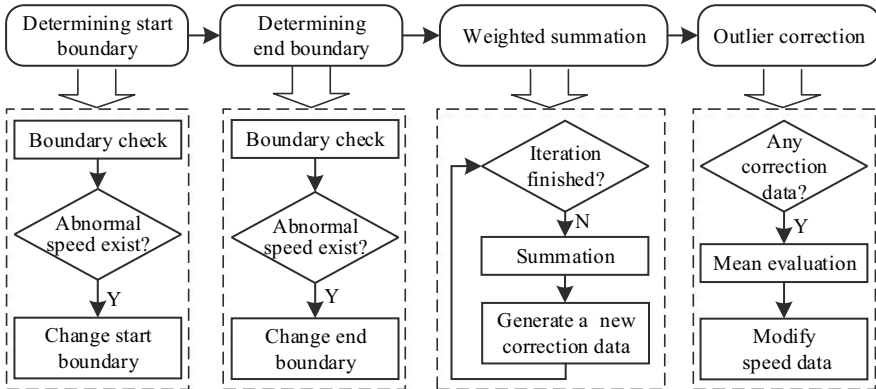 Determining start
boundary
Determining
end boundary
Weighted summation
Outlier correction
Boundary check
Abnormal
speed exist?
Y
Change start
boundary
Boundary check
Abnormal
speed exist?
Y
Change end
boundary
Iteration
finished?
N
Summation
Generate a new
correction data
Any
correction
data?
Y
Mean evaluation
Modify
speed data